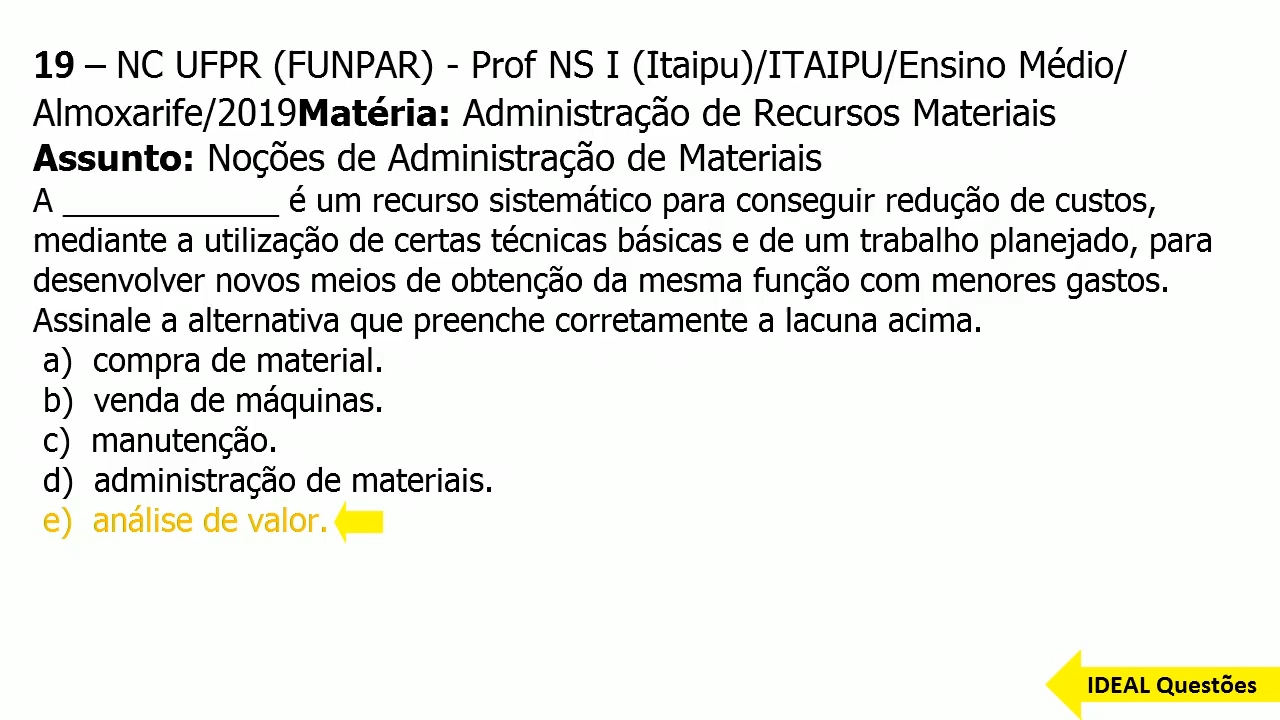 19 – NC UFPR (FUNPAR) - Prof NS I (Itaipu)/ITAIPU/Ensino Médio/
Almoxarife/2019Matéria: Administração de Recursos Materiais
Assunto: Noções de Administração de Materiais
A _____________ é um recurso sistemático para conseguir redução de custos,
mediante a utilização de certas técnicas básicas e de um trabalho planejado, para
desenvolver novos meios de obtenção da mesma função com menores gastos.
Assinale a alternativa que preenche corretamente a lacuna acima.
a) compra de material.
b) venda de máquinas.
c) manutenção.
d) administração de materiais.
e) análise de valor.
IDEAL Questões